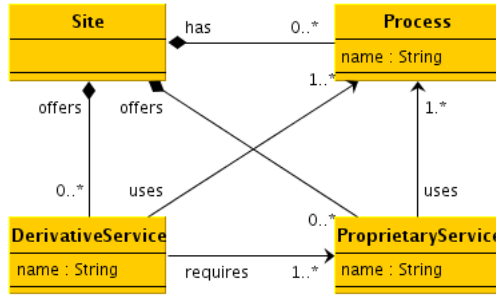 Site
has
0..*
Process
name : String
offers
offers
1..*
1.*
0..*
uses
0..*
uses
DerivativeService
name : String
requires
1..*
ProprietaryService
name : String